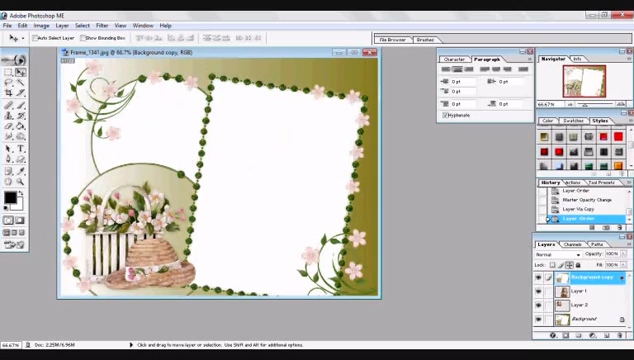 Adobe Photoshop ME
File Edit Image Layer Select Filter View Window Help
Auto Select Layer Show Bounding Box
File Browser Brushes
Frame_1341.jpg @ 66.7% (Background copy, RGB)
Character Paragraph
0 pt 0 pt
0 pt
0 pt 0 pt
Hyphenate
Navigator Info
66.67%
Color Swatches Styles
History Actions Tool Presets
Layer Order
Master Opacity Change
Layer Via Copy
Layer Order
Layers Channels Paths
Normal Opacity: 100%
Lock: 100%
Background copy
Layer 1
Layer 2
Background
66.67% Doc: 2.25M/6.96M Click and drag to move layer or selection. Use Shift and Alt for additional options.